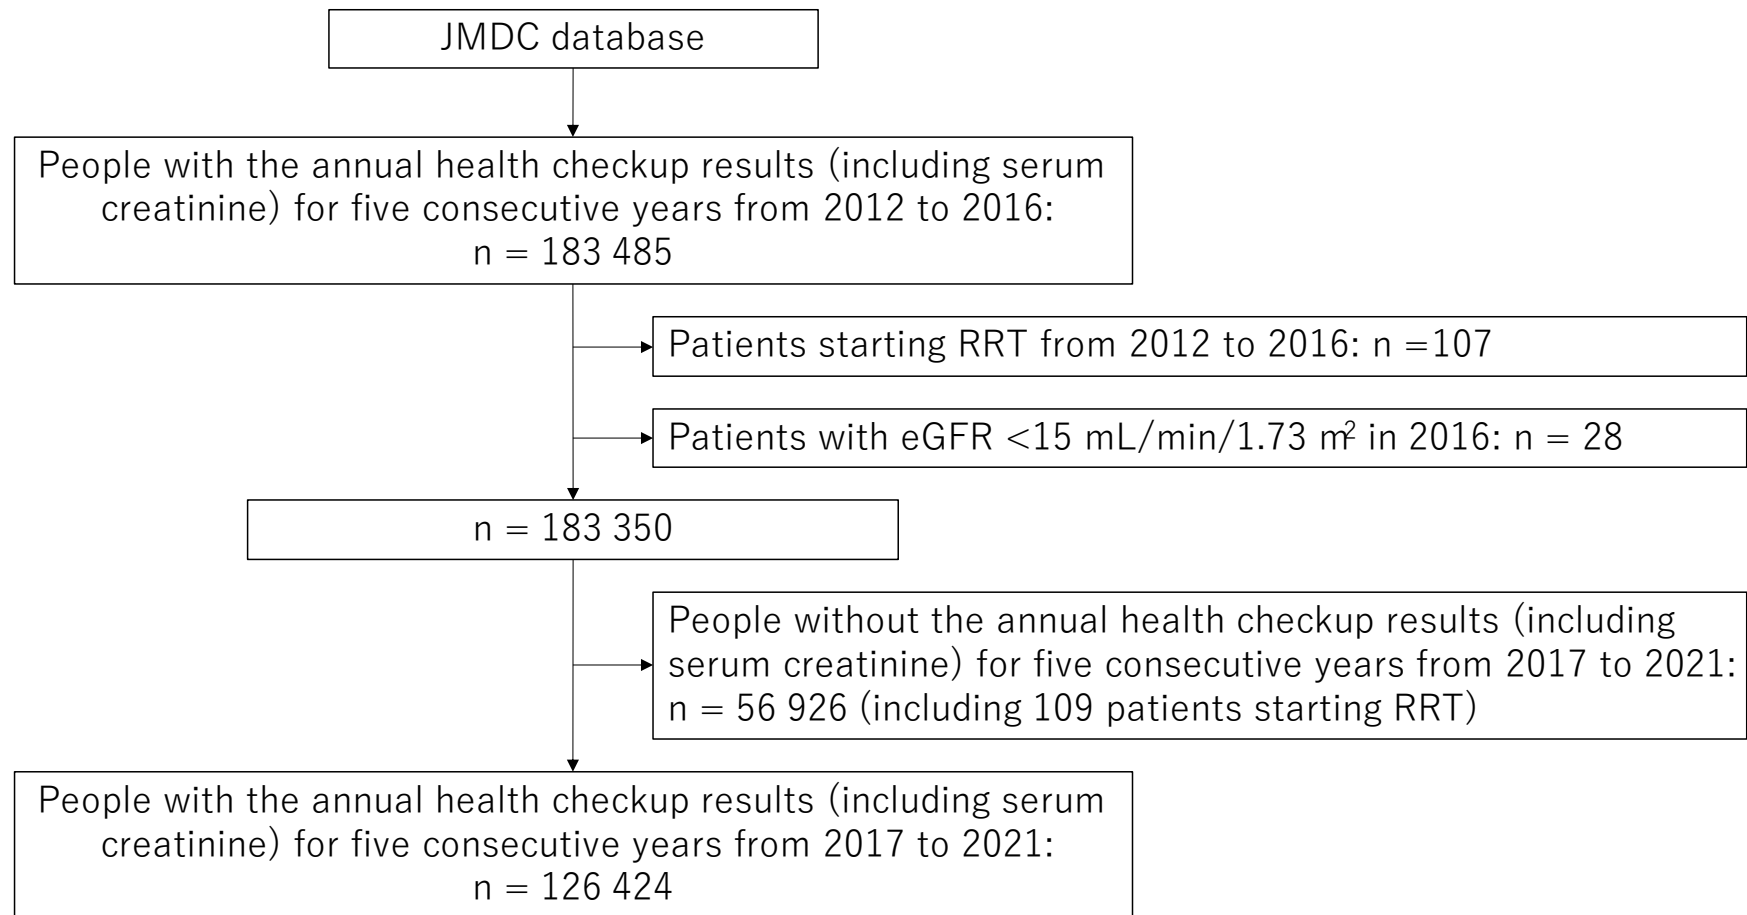 JMDC database
People with the annual health checkup results (including serum
creatinine) for five consecutive years from 2012 to 2016:
n = 183 485
Patients starting RRT from 2012 to 2016: n =107
Patients with eGFR <15 mL/min/1.73 m² in 2016: n = 28
n = 183 350
People without the annual health checkup results (including
serum creatinine) for five consecutive years from 2017 to 2021:
n = 56 926 (including 109 patients starting RRT)
People with the annual health checkup results (including serum
creatinine) for five consecutive years from 2017 to 2021:
n = 126 424